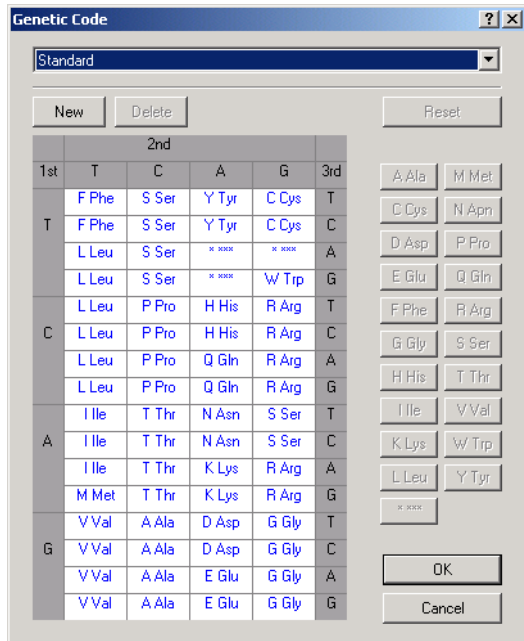 Genetic Code
Standard
New Delete Reset
2nd
1st T C A G 3rd
F Phe S Ser Y Tyr C Cys T
T F Phe S Ser Y Tyr C Cys C
L Leu S Ser * *** * *** A
L Leu S Ser * *** W Trp G
L Leu P Pro H His R Arg T
C L Leu P Pro H His R Arg C
L Leu P Pro Q Gln R Arg A
L Leu P Pro Q Gln R Arg G
I Ile T Thr N Asn S Ser T
A I Ile T Thr N Asn S Ser C
I Ile T Thr K Lys R Arg A
M Met T Thr K Lys R Arg G
V Val A Ala D Asp G Gly T
G V Val A Ala D Asp G Gly C
V Val A Ala E Glu G Gly A
V Val A Ala E Glu G Gly G
A Ala M Met
C Cys N Apn
D Asp P Pro
E Glu Q Gln
F Phe R Arg
G Gly S Ser
H His T Thr
I Ile V Val
K Lys W Trp
L Leu Y Tyr
* ***
OK
Cancel